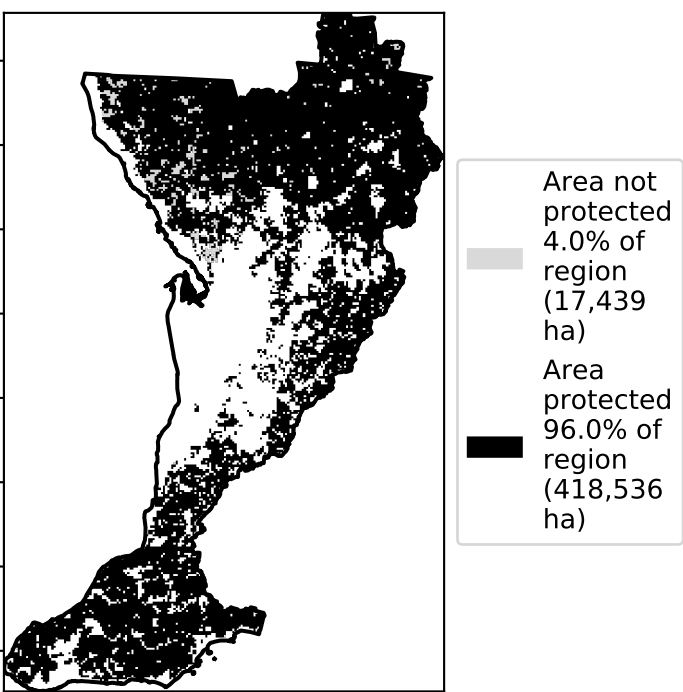 Area not
protected
4.0% of
region
(17,439
ha)
Area
protected
96.0% of
region
(418,536
ha)